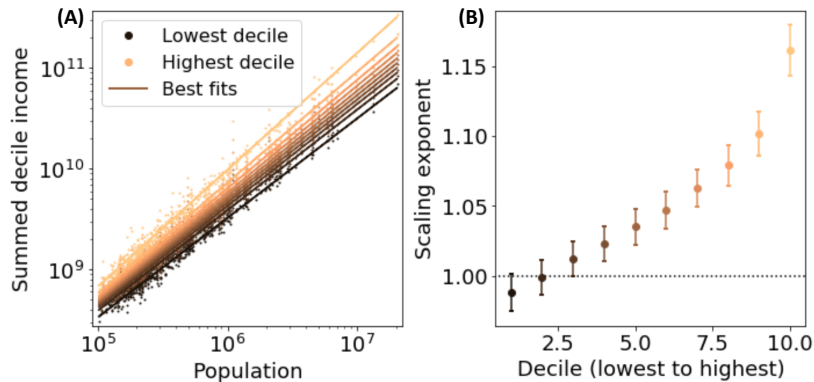 (A)
Lowest decile
Highest decile
Best fits
Summed decile income
10^11
10^10
10^9
10^5
10^6
10^7
Population
(B)
Scaling exponent
1.15
1.10
1.05
1.00
2.5
5.0
7.5
10.0
Decile (lowest to highest)